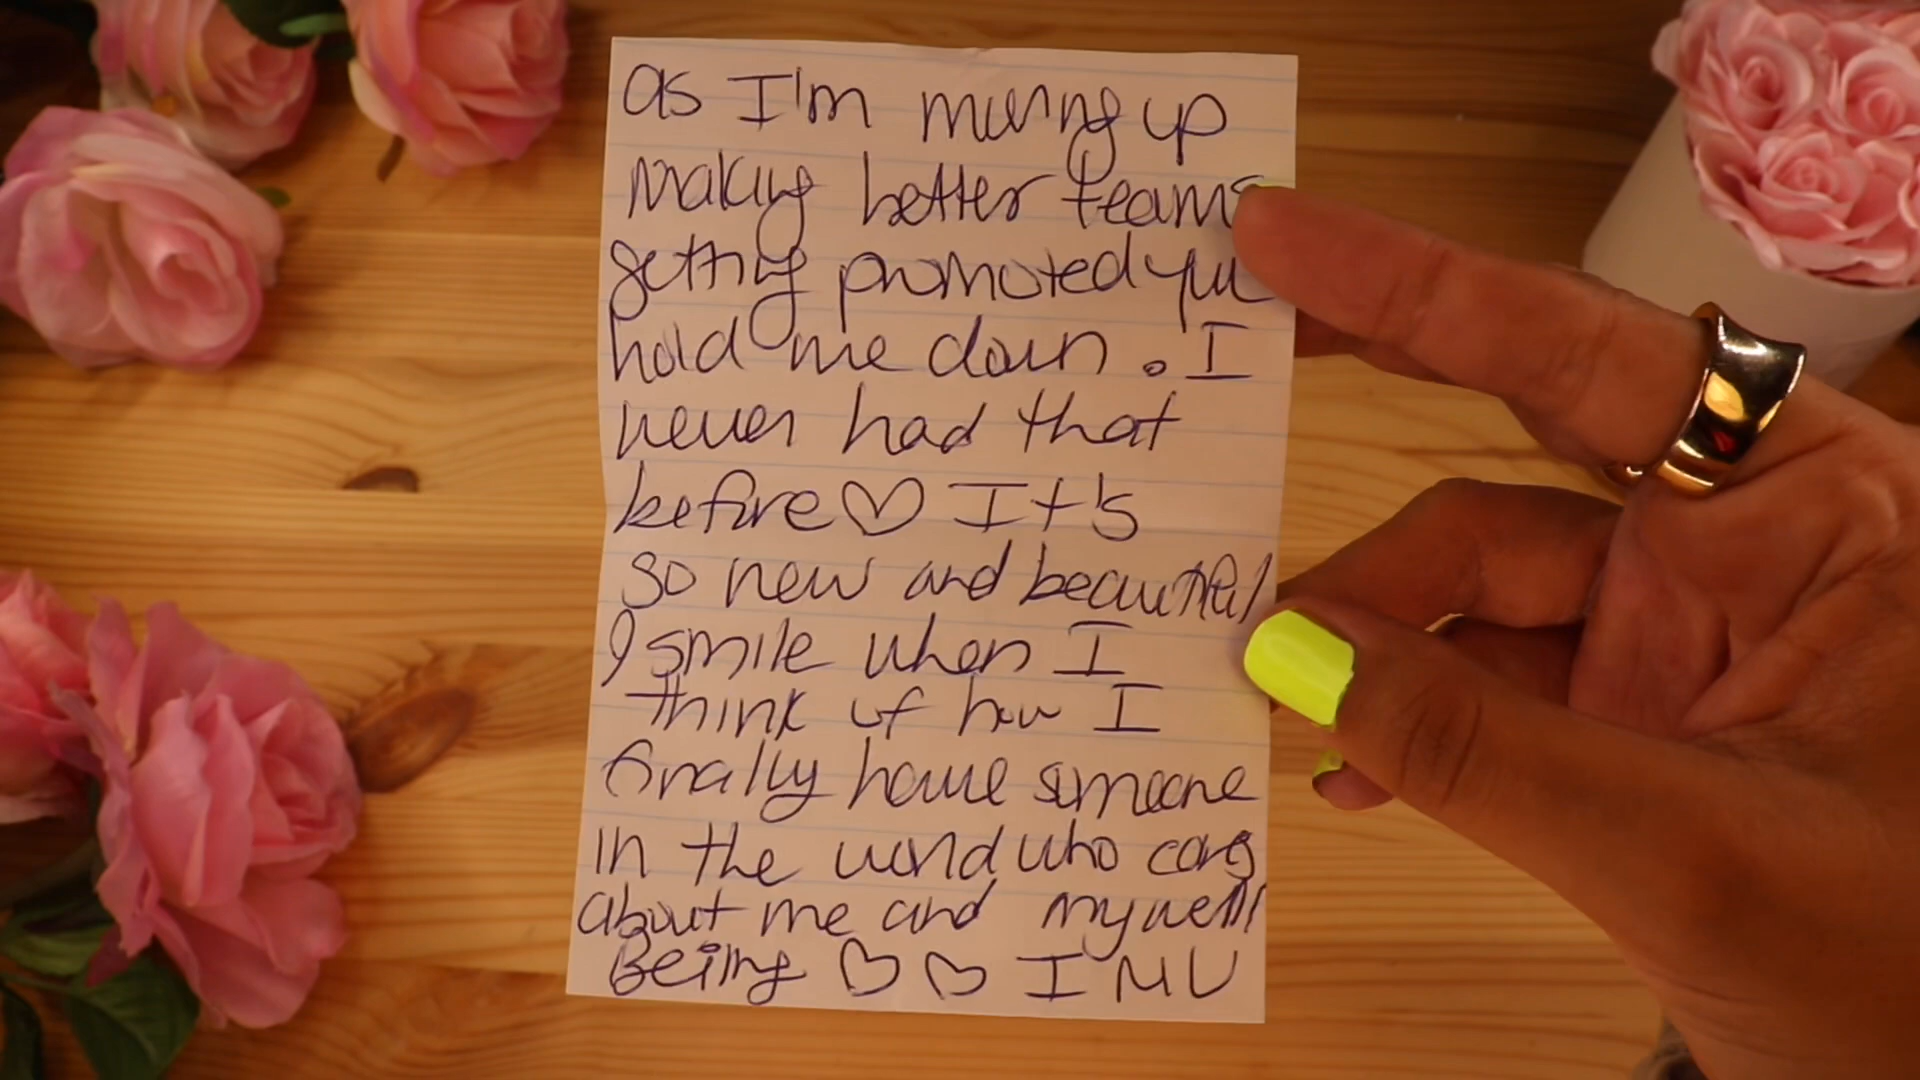 as I'm moving up
making better teams
getting promoted you
hold me down. I
never had that
before ♡ It's
so new and beautiful
I smile when I
think of how I
finally have someone
in the world who cares
about me and my well
Being ♡ ♡ I M U